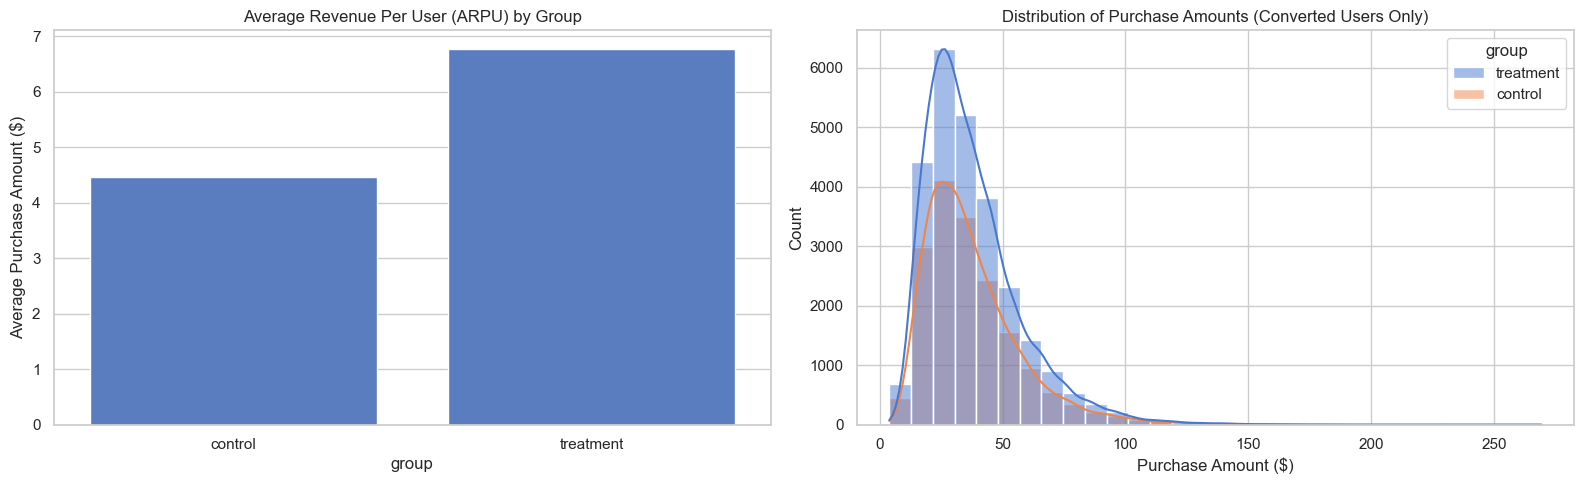 Average Revenue Per User (ARPU) by Group
Average Purchase Amount ($)
7
6
5
4
3
2
1
0
control treatment
group
Distribution of Purchase Amounts (Converted Users Only)
group
treatment
control
Count
6000
5000
4000
3000
2000
1000
0
0 50 100 150 200 250
Purchase Amount ($)